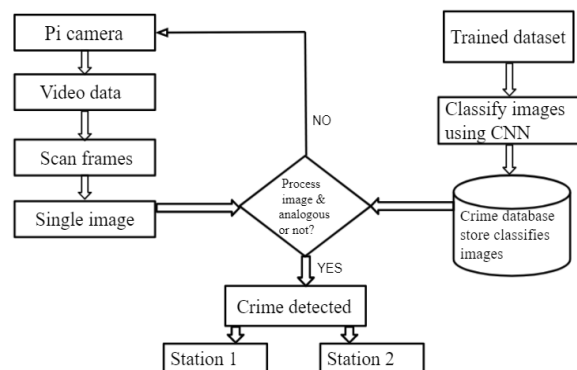 Pi camera
Video data
Scan frames
Single image
NO
Process
image &
analogous
or not?
YES
Trained dataset
Classify images
using CNN
Crime database
store classifies
images
Crime detected
Station 1
Station 2